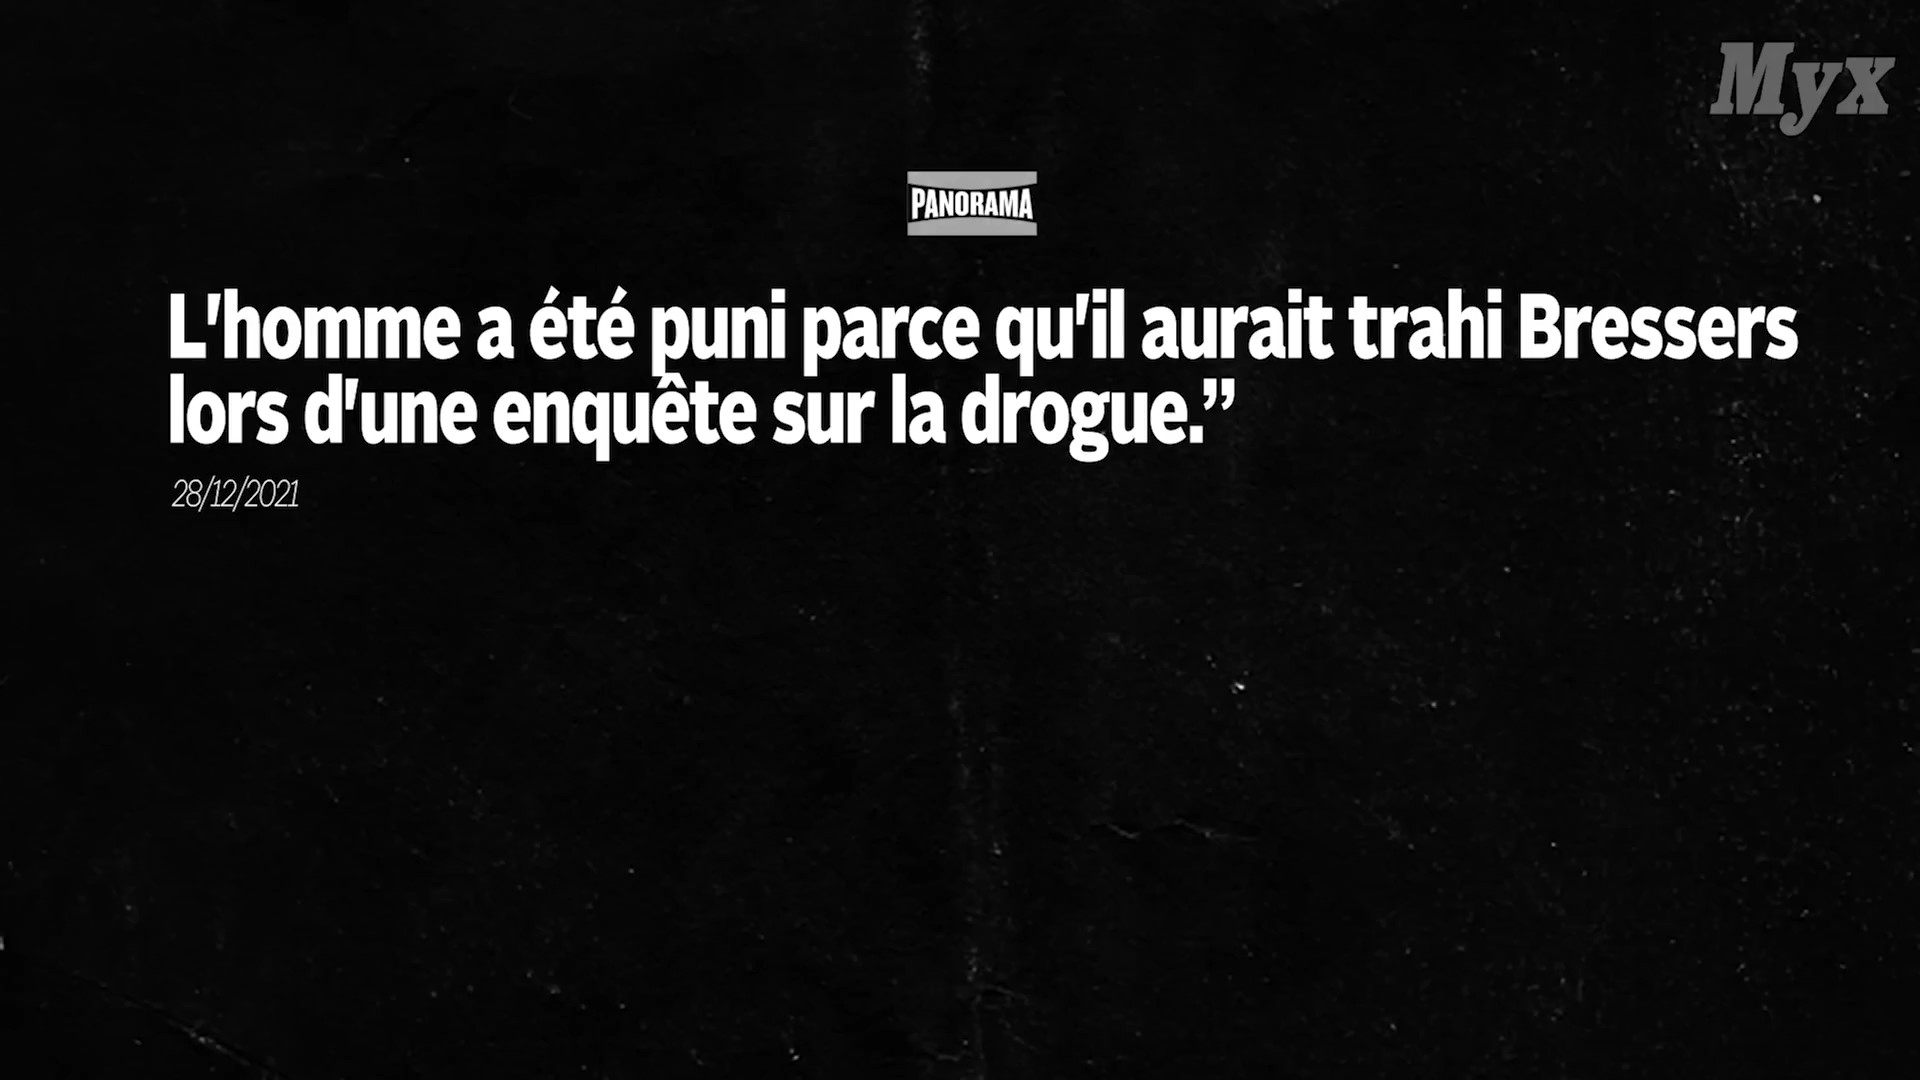 Myx
PANORAMA
L'homme a été puni parce qu'il aurait trahi Bressers
lors d'une enquête sur la drogue.”
28/12/2021